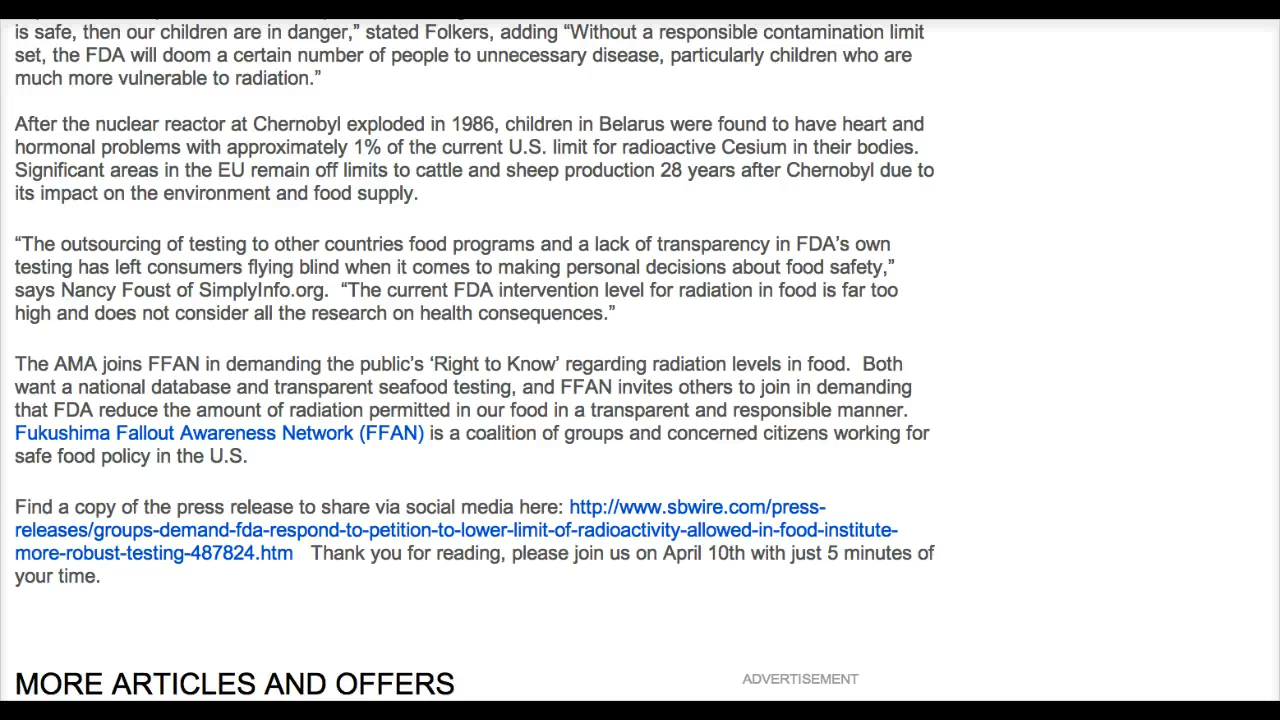 is safe, then our children are in danger,” stated Folkers, adding “Without a responsible contamination limit
set, the FDA will doom a certain number of people to unnecessary disease, particularly children who are
much more vulnerable to radiation.”
After the nuclear reactor at Chernobyl exploded in 1986, children in Belarus were found to have heart and
hormonal problems with approximately 1% of the current U.S. limit for radioactive Cesium in their bodies.
Significant areas in the EU remain off limits to cattle and sheep production 28 years after Chernobyl due to
its impact on the environment and food supply.
“The outsourcing of testing to other countries food programs and a lack of transparency in FDA’s own
testing has left consumers flying blind when it comes to making personal decisions about food safety,”
says Nancy Foust of SimplyInfo.org.  “The current FDA intervention level for radiation in food is far too
high and does not consider all the research on health consequences.”
The AMA joins FFAN in demanding the public’s ‘Right to Know’ regarding radiation levels in food.  Both
want a national database and transparent seafood testing, and FFAN invites others to join in demanding
that FDA reduce the amount of radiation permitted in our food in a transparent and responsible manner.
Fukushima Fallout Awareness Network (FFAN) is a coalition of groups and concerned citizens working for
safe food policy in the U.S.
Find a copy of the press release to share via social media here: http://www.sbwire.com/press-
releases/groups-demand-fda-respond-to-petition-to-lower-limit-of-radioactivity-allowed-in-food-institute-
more-robust-testing-487824.htm   Thank you for reading, please join us on April 10th with just 5 minutes of
your time.
MORE ARTICLES AND OFFERS
ADVERTISEMENT